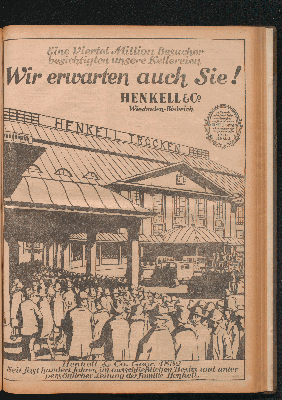 Eine Viertel Million Besucher
besichtigten unsere Kellereien
Wir erwarten auch Sie!
HENKELL & Co
Wiesbaden-Biebrich
HENKELL TROCKEN
Henkell & Co. Gegr. 1832
Seit fast hundert Jahren im ausschließlichen Besitz und unter
persönlicher Leitung der Familie Henkell.